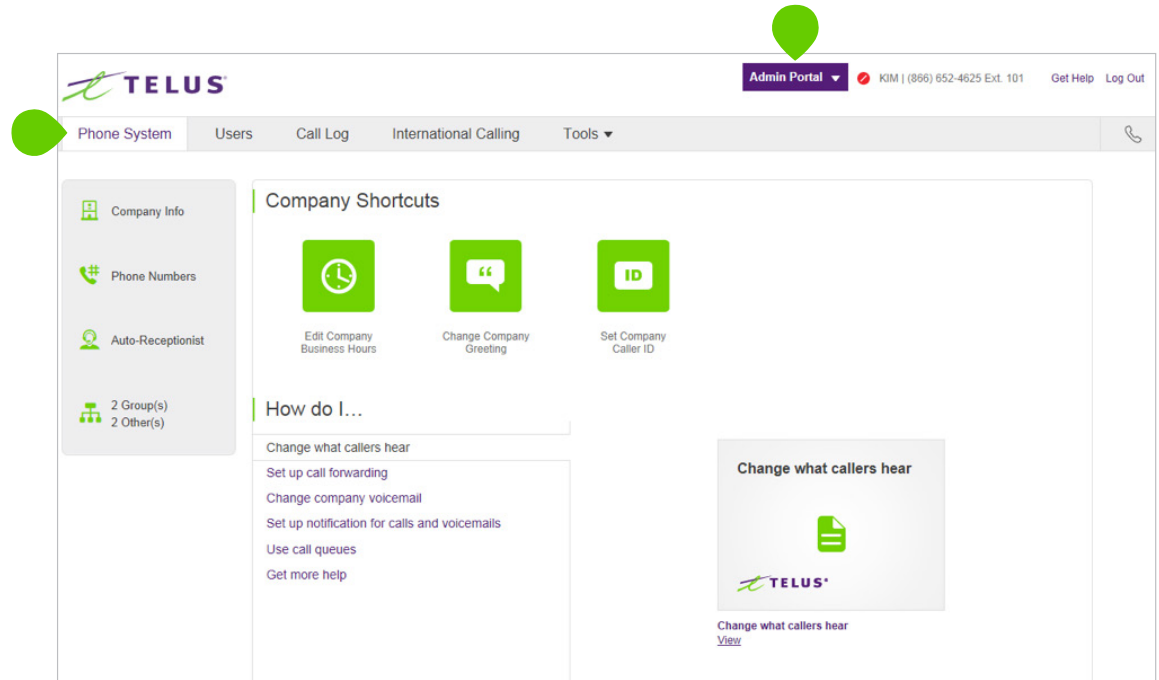 TELUS®
Admin Portal
KIM | (866) 652-4625 Ext. 101
Get Help
Log Out
Phone System
Users
Call Log
International Calling
Tools
Company Info
Phone Numbers
Auto-Receptionist
2 Group(s)
2 Other(s)
Company Shortcuts
Edit Company
Business Hours
Change Company
Greeting
ID
Set Company
Caller ID
How do I...
Change what callers hear
Set up call forwarding
Change company voicemail
Set up notification for calls and voicemails
Use call queues
Get more help
Change what callers hear
TELUS®
Change what callers hear
View